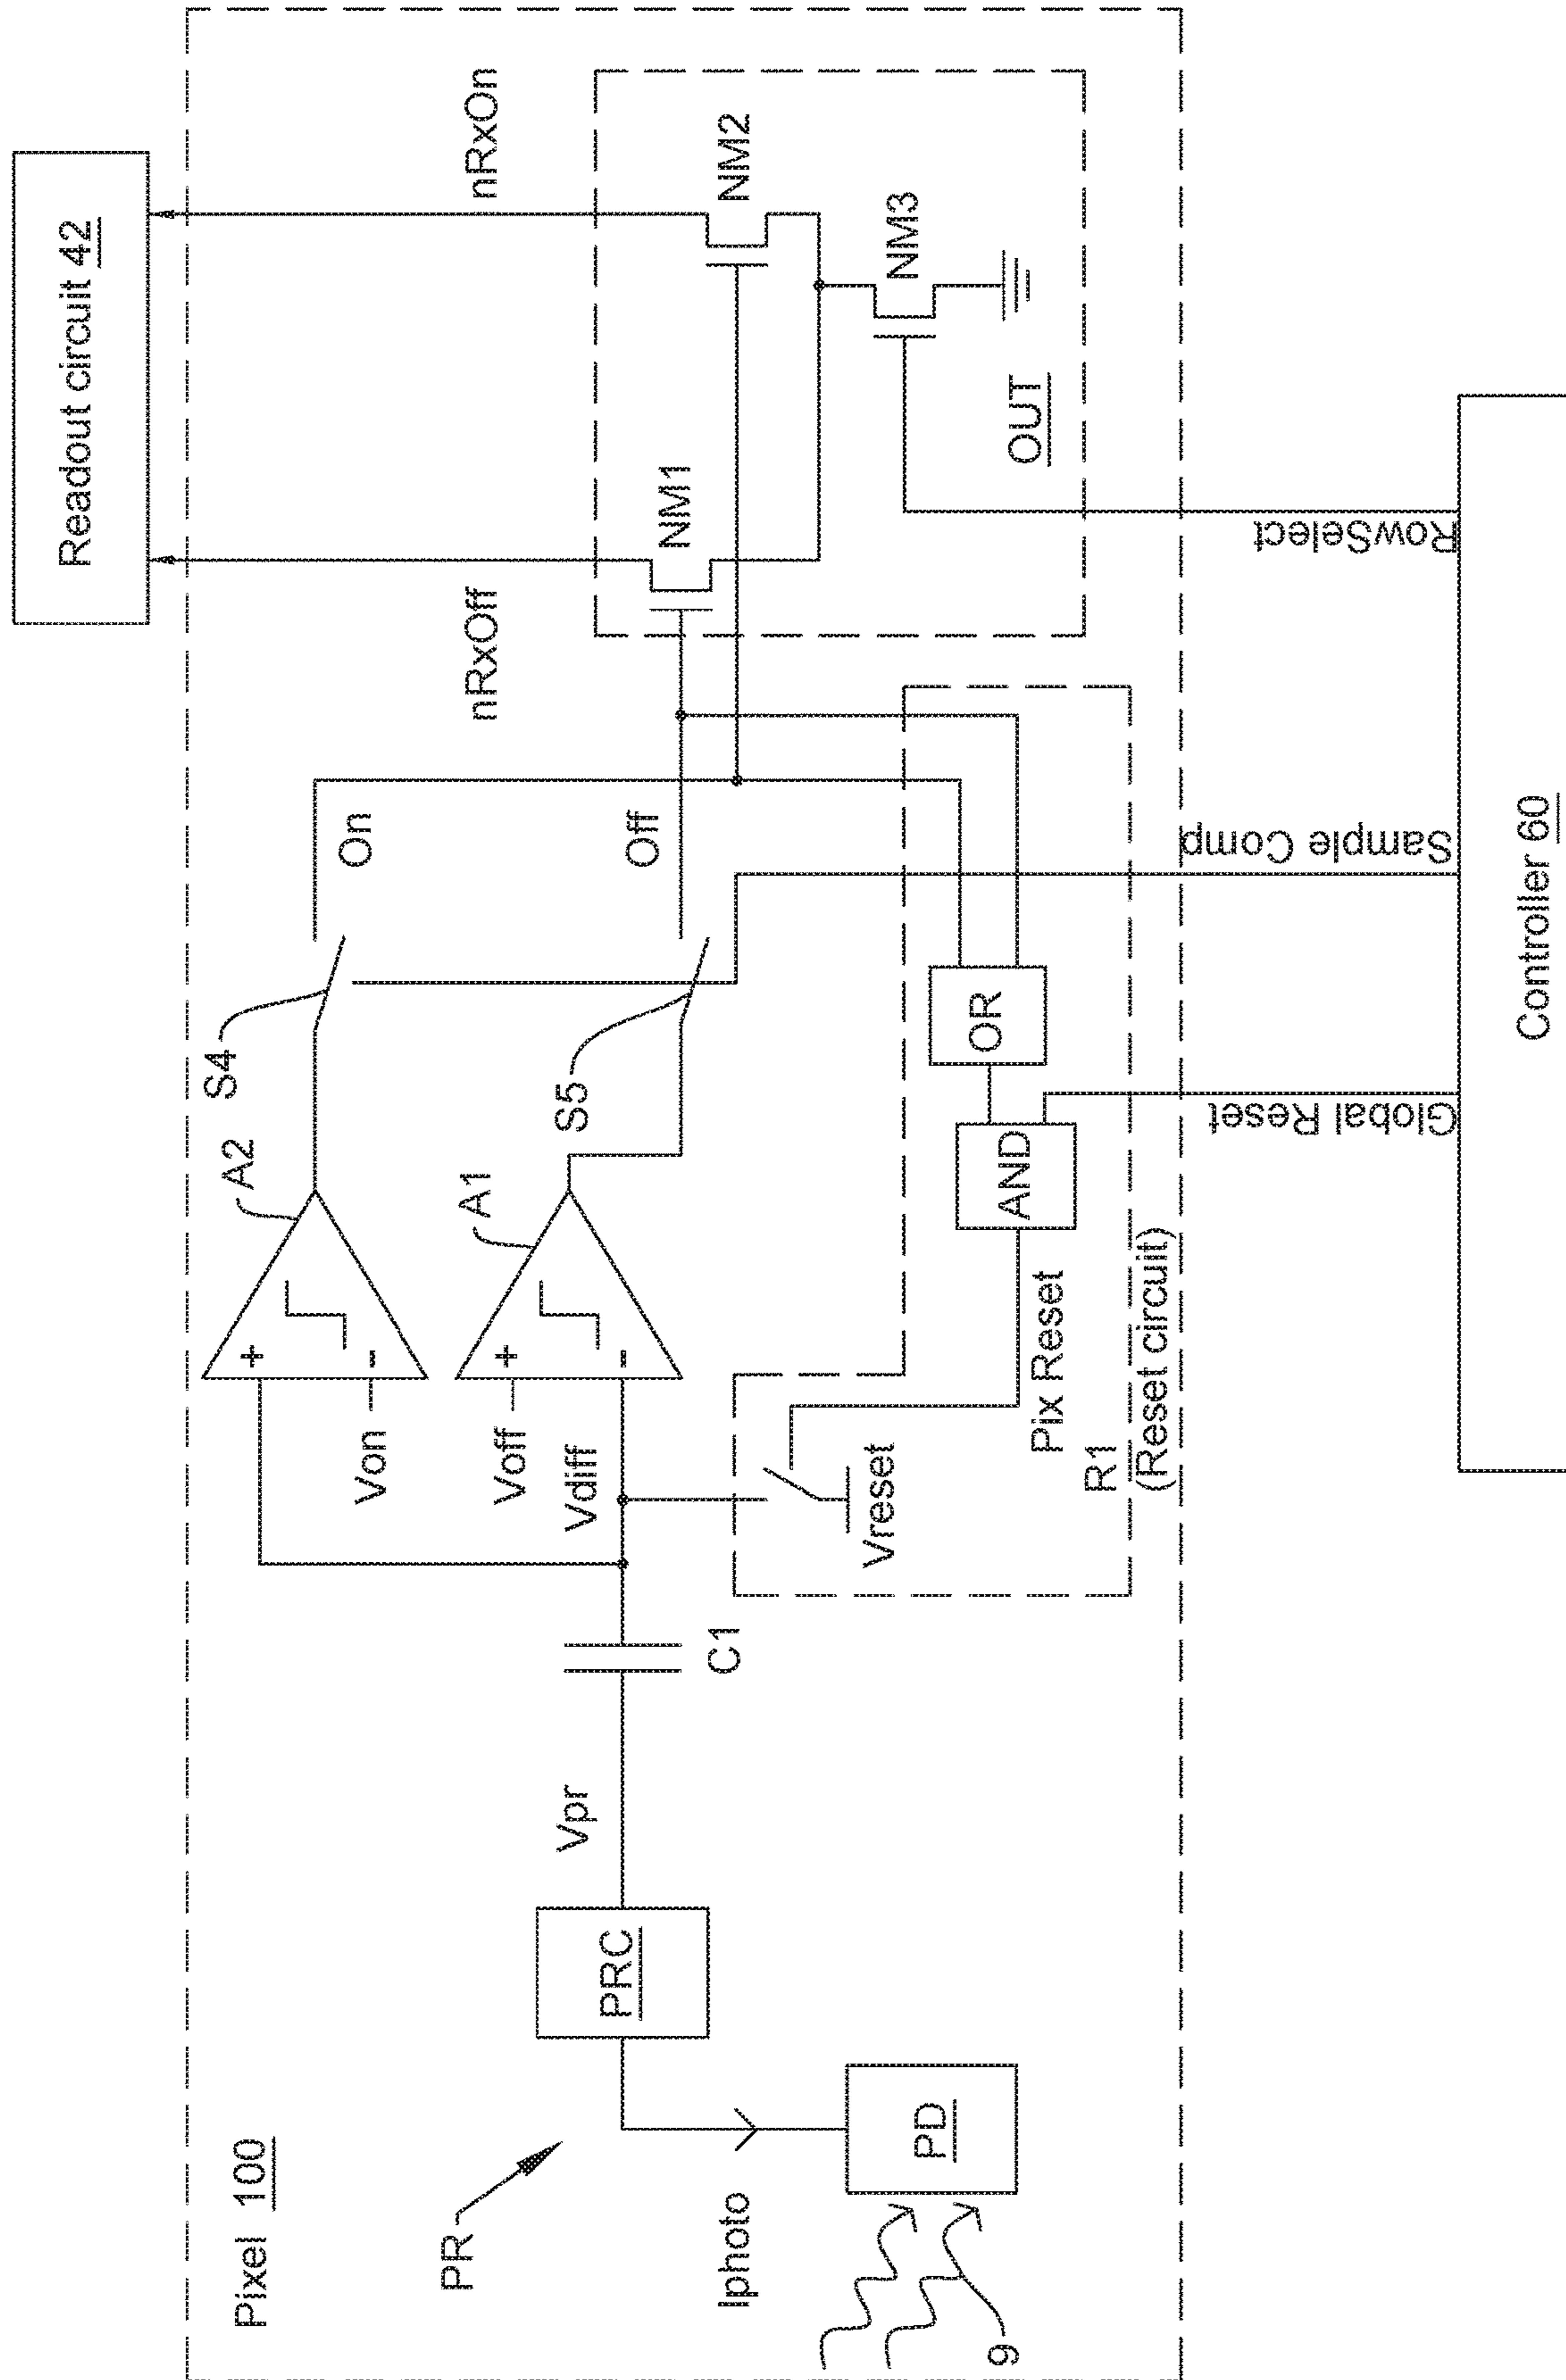 Readout circuit 42
Pixel 100
PR
Iphoto
9
PD
PRC
Vpr
C1
Vdiff
Voff
Von
+
-
+
-
A2
A1
S4
S5
On
Off
nRxOff
nRxOn
NM1
NM2
NM3
OUT
Vreset
Pix Reset
AND
OR
R1
(Reset circuit)
Global Reset
Sample Comp
RowSelect
Controller 60